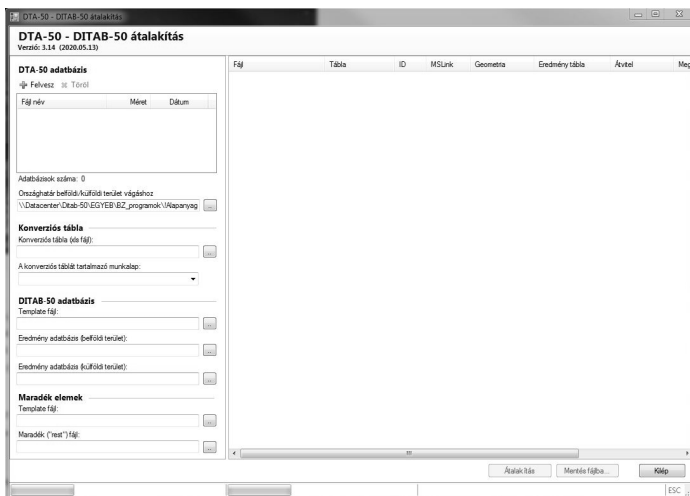 DTA-50 - DITAB-50 átalakítás
DTA-50 - DITAB-50 átalakítás
Verzió: 3.14 (2020.05.13)
DTA-50 adatbázis
Felvesz Töröl
Fájl név Méret Dátum
Adatbázisok száma: 0
Országhatár belföldi/külföldi terület vágáshoz
\\Datacenter\Ditab-50\EGYEB\BZ_programok\!Alapanyag
...
Konverziós tábla
Konverziós tábla (xls fájl):
...
A konverziós táblát tartalmazó munkalap:
DITAB-50 adatbázis
Template fájl:
...
Eredmény adatbázis (belföldi terület):
...
Eredmény adatbázis (külföldi terület):
...
Maradék elemek
Template fájl:
...
Maradék ("rest") fájl:
...
Fájl Tábla ID MSLink Geometria Eredmény tábla Átvitel Meg
Átalakítás Mentés fájlba... Kilép
ESC